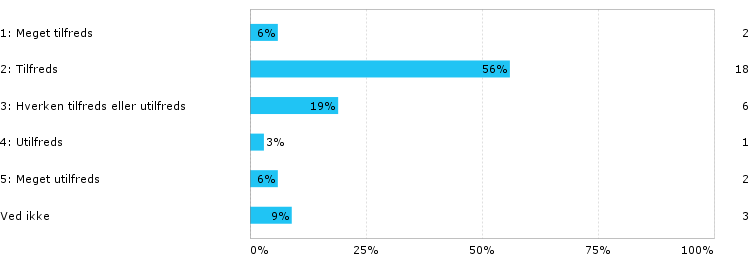 1: Meget tilfreds 6% 2
2: Tilfreds 56% 18
3: Hverken tilfreds eller utilfreds 19% 6
4: Utilfreds 3% 1
5: Meget utilfreds 6% 2
Ved ikke 9% 3
0% 25% 50% 75% 100%